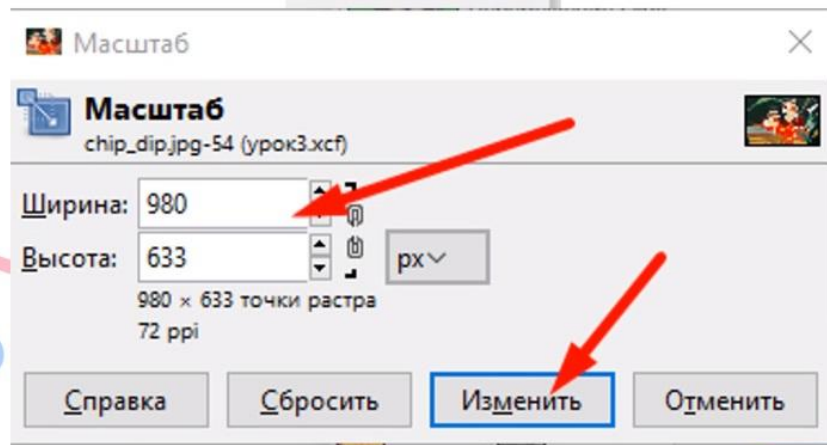 Масштаб
Масштаб
chip_dip.jpg-54 (урок3.xcf)
Ширина: 980
Высота: 633 px
980 × 633 точки растра
72 ppi
Справка Сбросить Изменить Отменить